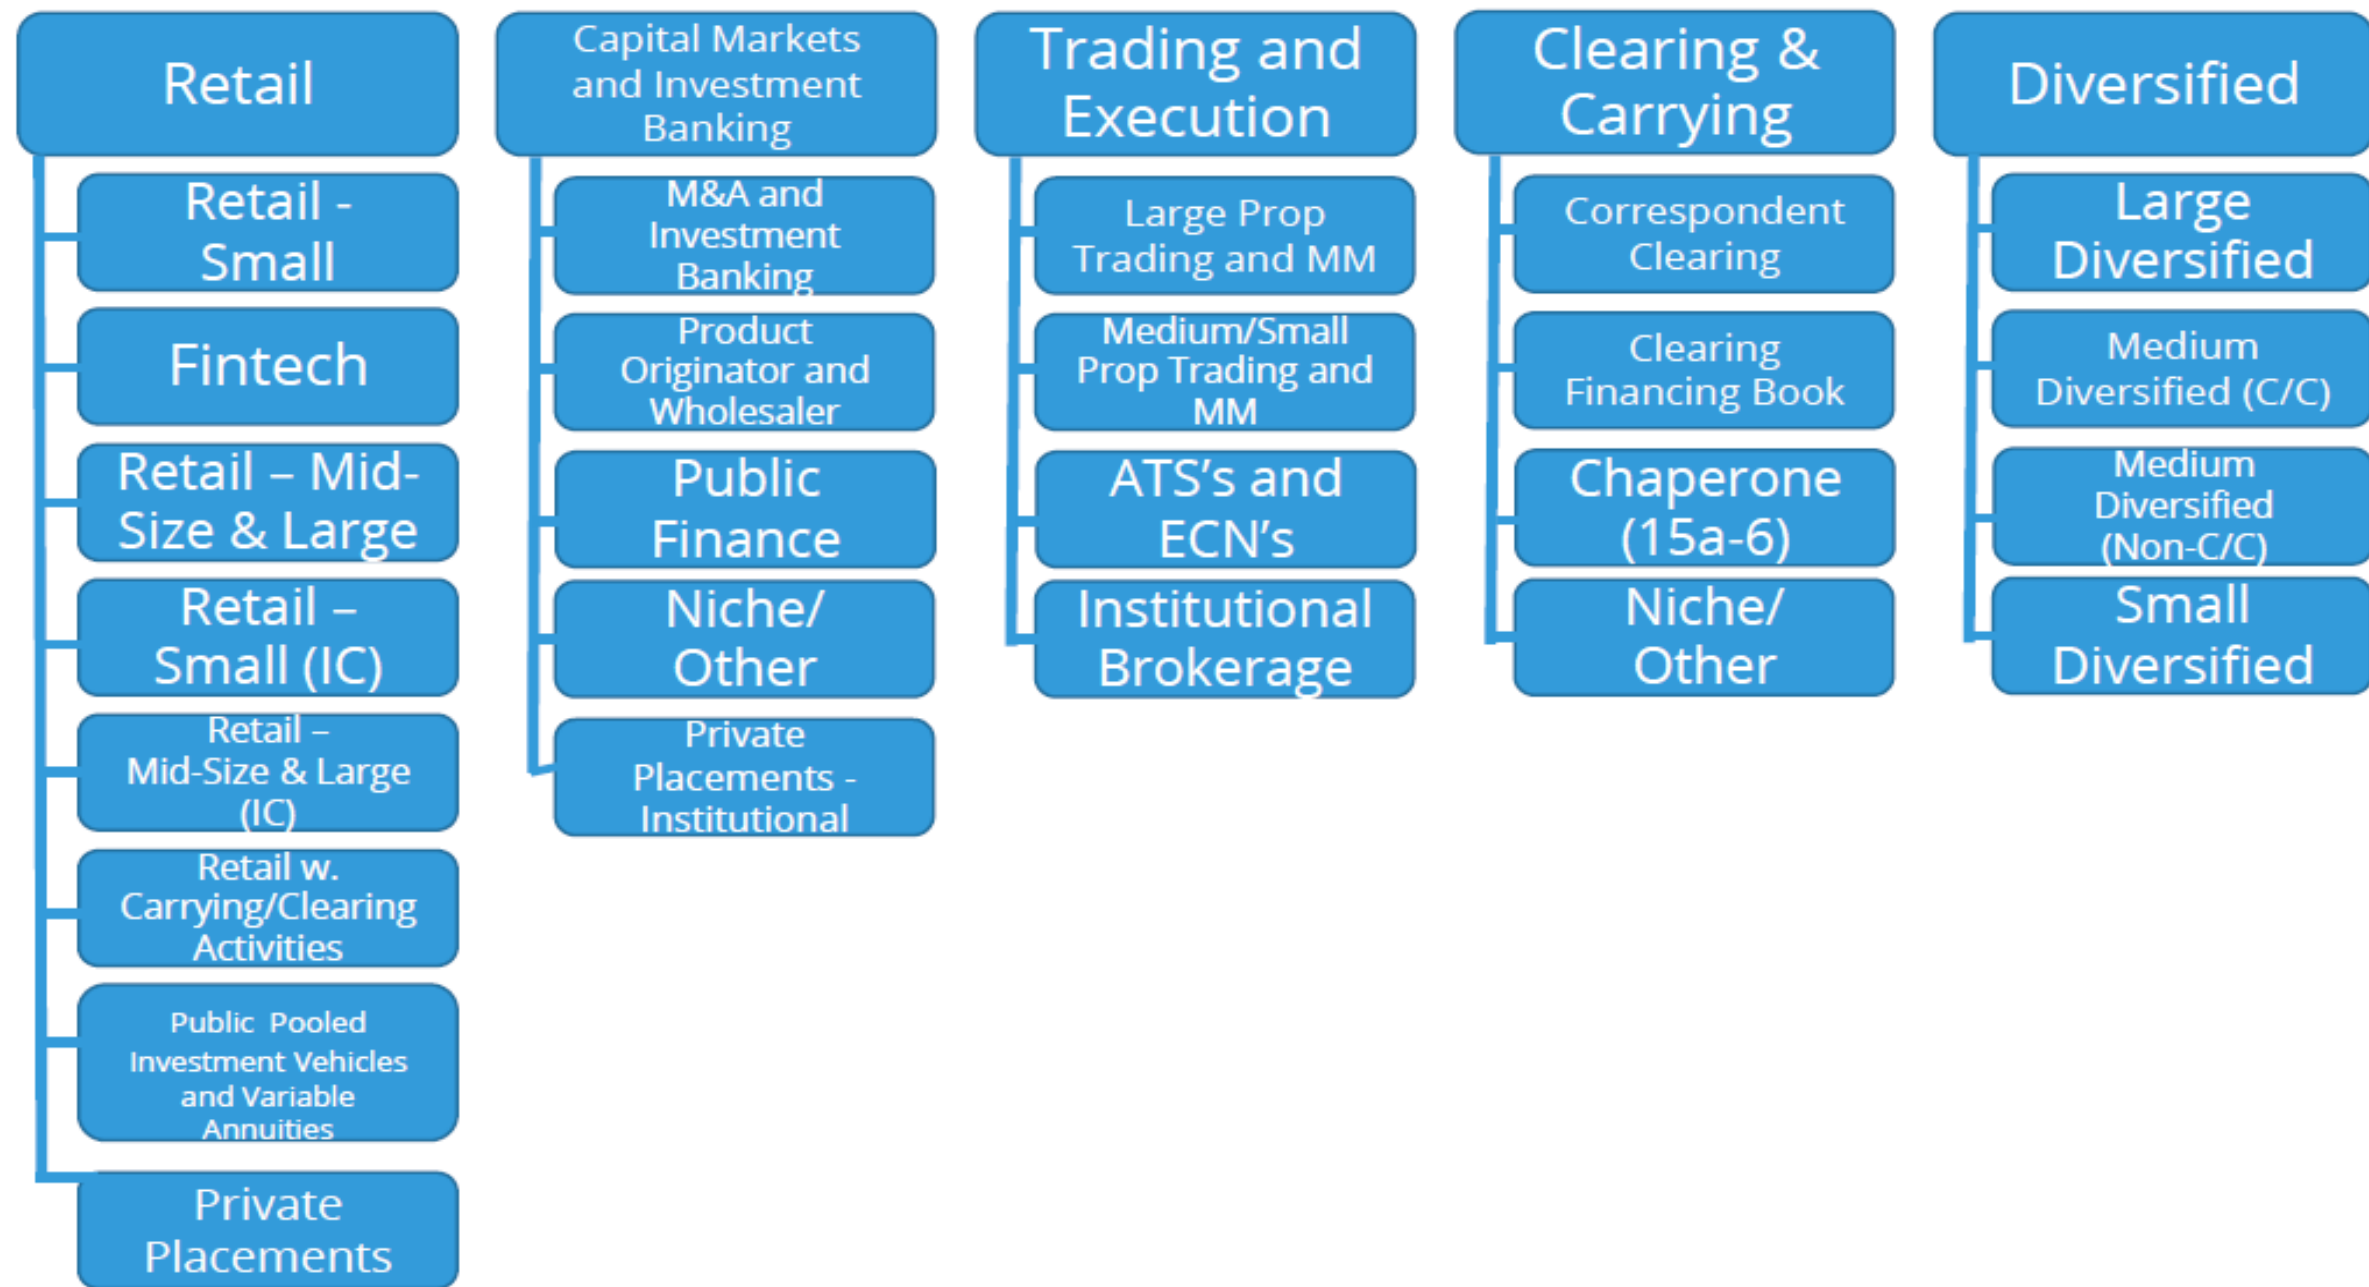 Retail
Retail -
Small
Fintech
Retail – Mid-
Size & Large
Retail –
Small (IC)
Retail –
Mid-Size & Large
(IC)
Retail w.
Carrying/Clearing
Activities
Public Pooled
Investment Vehicles
and Variable
Annuities
Private
Placements
Capital Markets
and Investment
Banking
M&A and
Investment
Banking
Product
Originator and
Wholesaler
Public
Finance
Niche/
Other
Private
Placements -
Institutional
Trading and
Execution
Large Prop
Trading and MM
Medium/Small
Prop Trading and
MM
ATS’s and
ECN’s
Institutional
Brokerage
Clearing &
Carrying
Correspondent
Clearing
Clearing
Financing Book
Chaperone
(15a-6)
Niche/
Other
Diversified
Large
Diversified
Medium
Diversified (C/C)
Medium
Diversified
(Non-C/C)
Small
Diversified